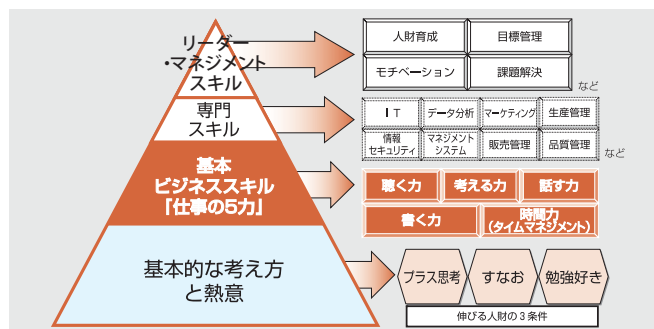 リーダー
・マネジメント
スキル
人財育成
目標管理
モチベーション
課題解決
など
専門
スキル
IT
データ分析
マーケティング
生産管理
情報
セキュリティ
マネジメント
システム
販売管理
品質管理
など
基本
ビジネススキル
「仕事の5力」
聴く力
考える力
話す力
書く力
時間力
(タイムマネジメント)
基本的な考え方
と熱意
プラス思考
すなお
勉強好き
伸びる人財の3条件